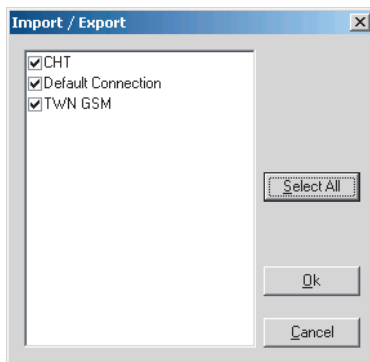 Import / Export
CHT
Default Connection
TWN GSM
Select All
Ok
Cancel